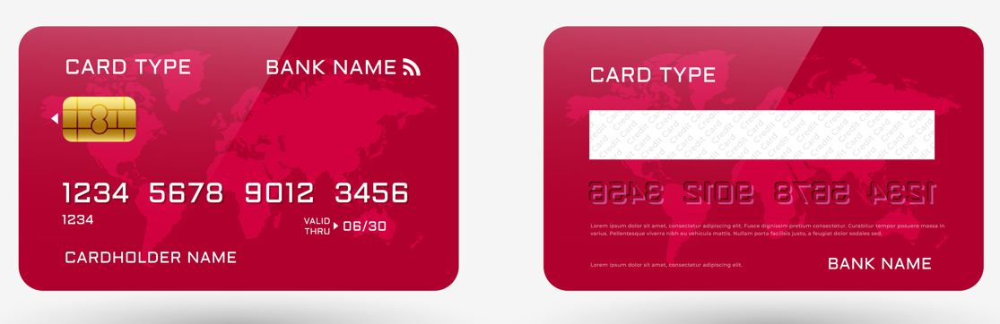 CARD TYPE
BANK NAME
1234 5678 9012 3456
1234
VALID THRU
06/30
CARDHOLDER NAME
CARD TYPE
Credit Card
1234 5678 9012 3456
Lorem ipsum dolor sit amet, consectetur adipiscing elit. Fusce dignissim pretium consectetur. Curabitur tempor posuere massa in
varius. Pellentesque viverra nibh eu vehicula mattis. Nullam porta facilisis justo, a feugiat dolor sodales sed.
Lorem ipsum dolor sit amet, consectetur adipiscing elit.
BANK NAME